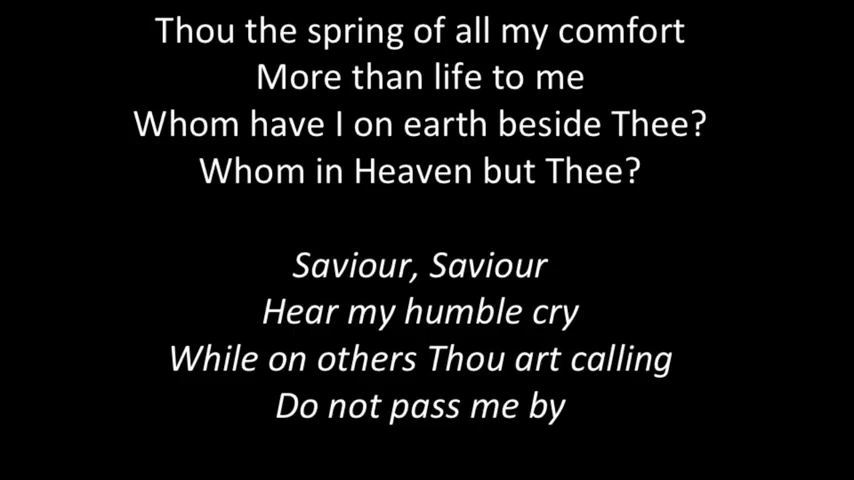 Thou the spring of all my comfort
More than life to me
Whom have I on earth beside Thee?
Whom in Heaven but Thee?
Saviour, Saviour
Hear my humble cry
While on others Thou art calling
Do not pass me by